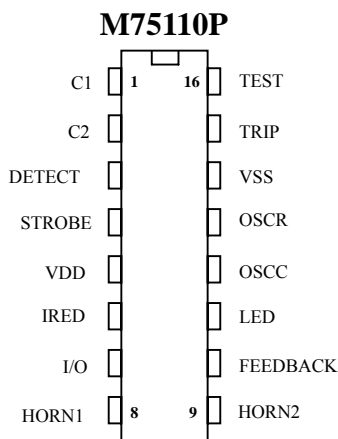 M75110P
C1 1 16 TEST
C2 TRIP
DETECT VSS
STROBE OSCR
VDD OSCC
IRED LED
I/O FEEDBACK
HORN1 8 9 HORN2